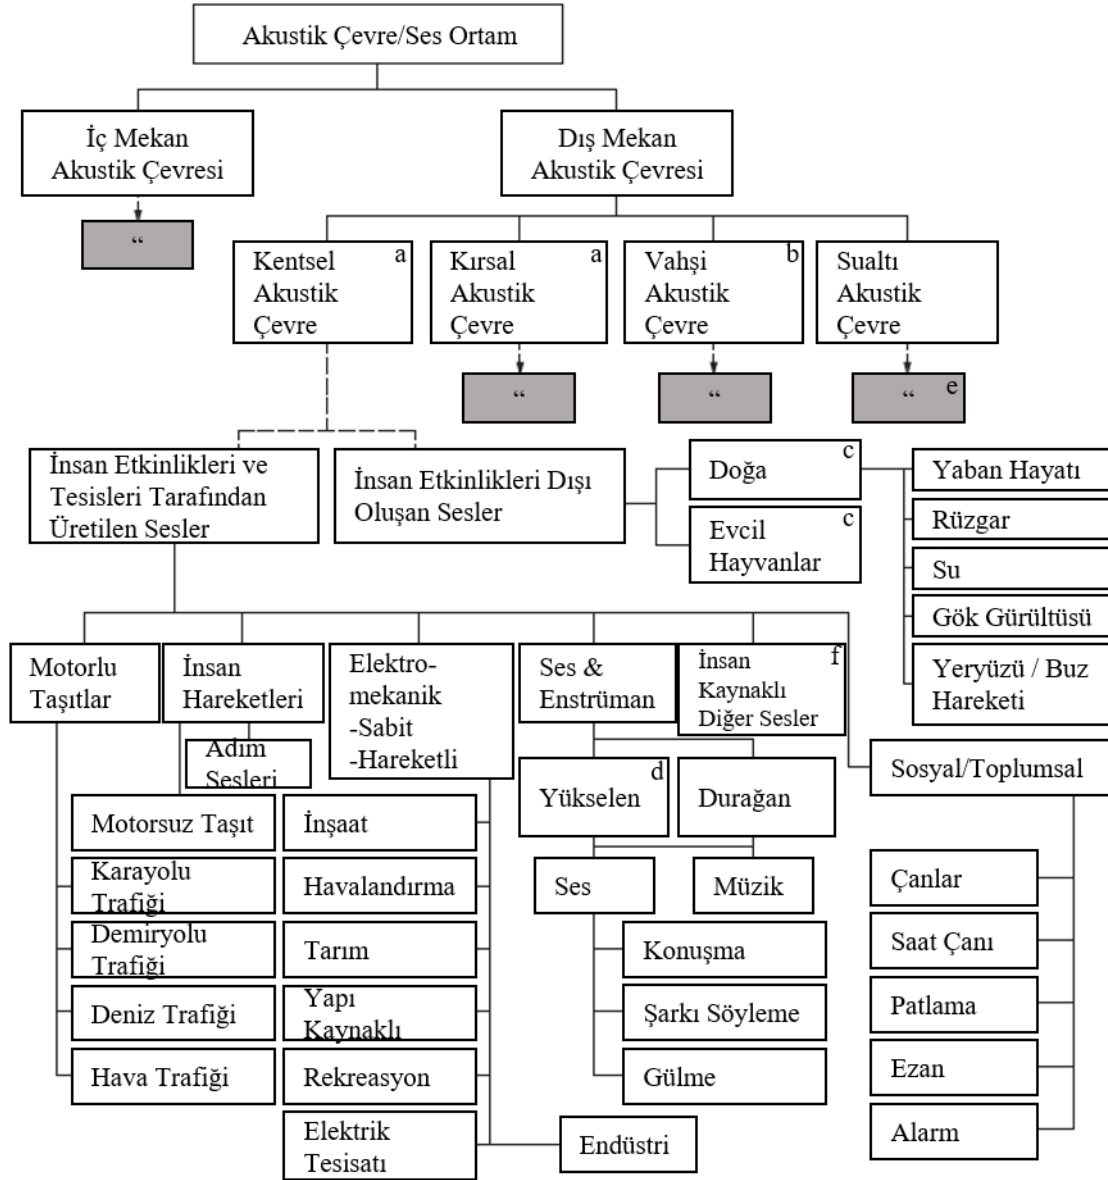 Akustik Çevre/Ses Ortam
İç Mekan
Akustik Çevresi
Dış Mekan
Akustik Çevresi
“
Kentsel
Akustik
Çevre
a
Kırsal
Akustik
Çevre
a
Vahşi
Akustik
Çevre
b
Sualtı
Akustik
Çevre
“
“
“
e
İnsan Etkinlikleri ve
Tesisleri Tarafından
Üretilen Sesler
İnsan Etkinlikleri Dışı
Oluşan Sesler
Doğa
c
Evcil
Hayvanlar
c
Yaban Hayatı
Rüzgar
Su
Gök Gürültüsü
Yeryüzü / Buz
Hareketi
Motorlu
Taşıtlar
İnsan
Hareketleri
Elektro-
mekanik
-Sabit
-Hareketli
Ses &
Enstrüman
İnsan
Kaynaklı
Diğer Sesler
f
Sosyal/Toplumsal
Adım
Sesleri
Yükselen
d
Durağan
Motorsuz Taşıt
Karayolu
Trafiği
Demiryolu
Trafiği
Deniz Trafiği
Hava Trafiği
İnşaat
Havalandırma
Tarım
Yapı
Kaynaklı
Rekreasyon
Elektrik
Tesisatı
Endüstri
Ses
Müzik
Konuşma
Şarkı Söyleme
Gülme
Çanlar
Saat Çanı
Patlama
Ezan
Alarm